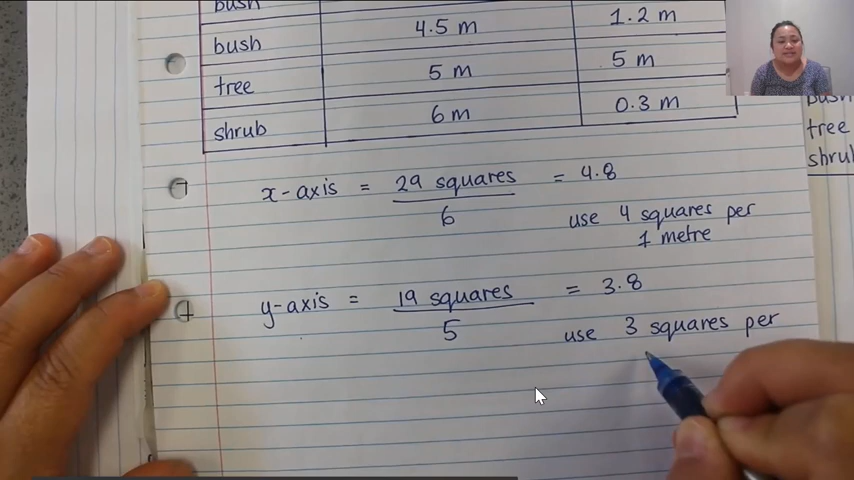 bush
bush 4.5 m 1.2 m
tree 5 m 5 m
shrub 6 m 0.3 m
bush
tree
shrub
x-axis = 29 squares = 4.8
6
use 4 squares per
1 metre
y-axis = 19 squares = 3.8
5
use 3 squares per